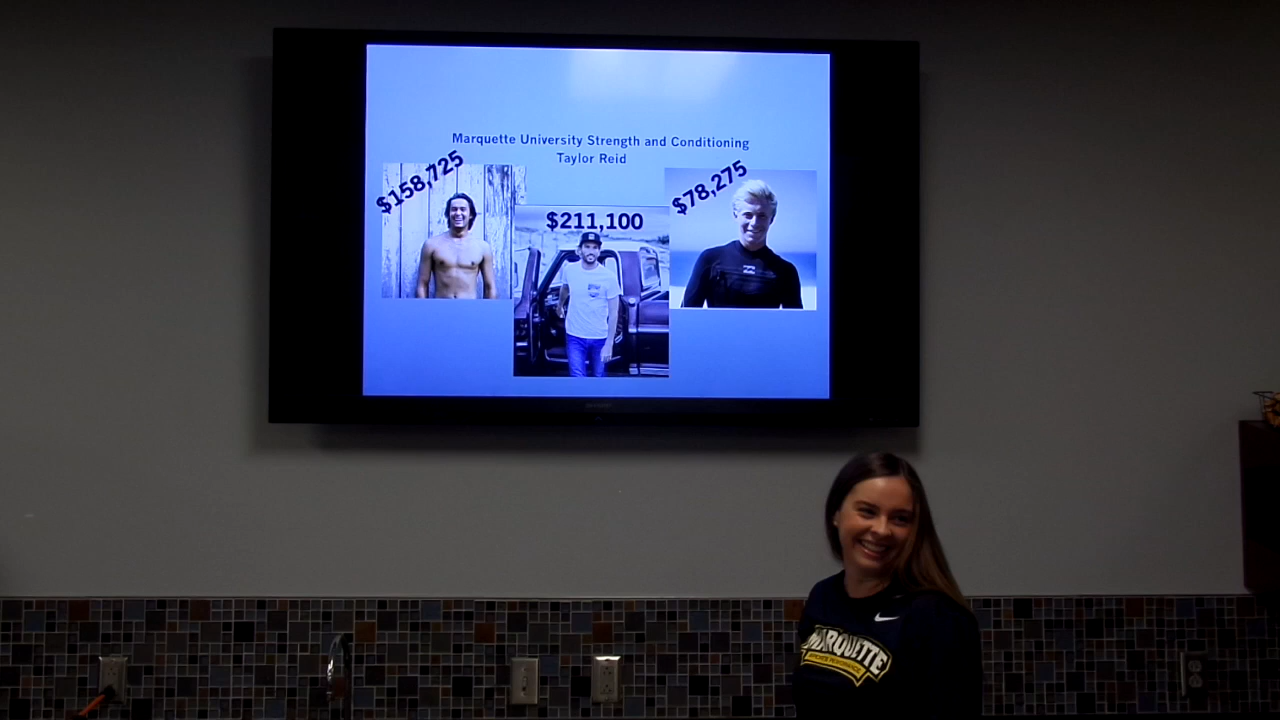 Marquette University Strength and Conditioning
Taylor Reid
$158,725
$211,100
$78,275
MARQUETTE